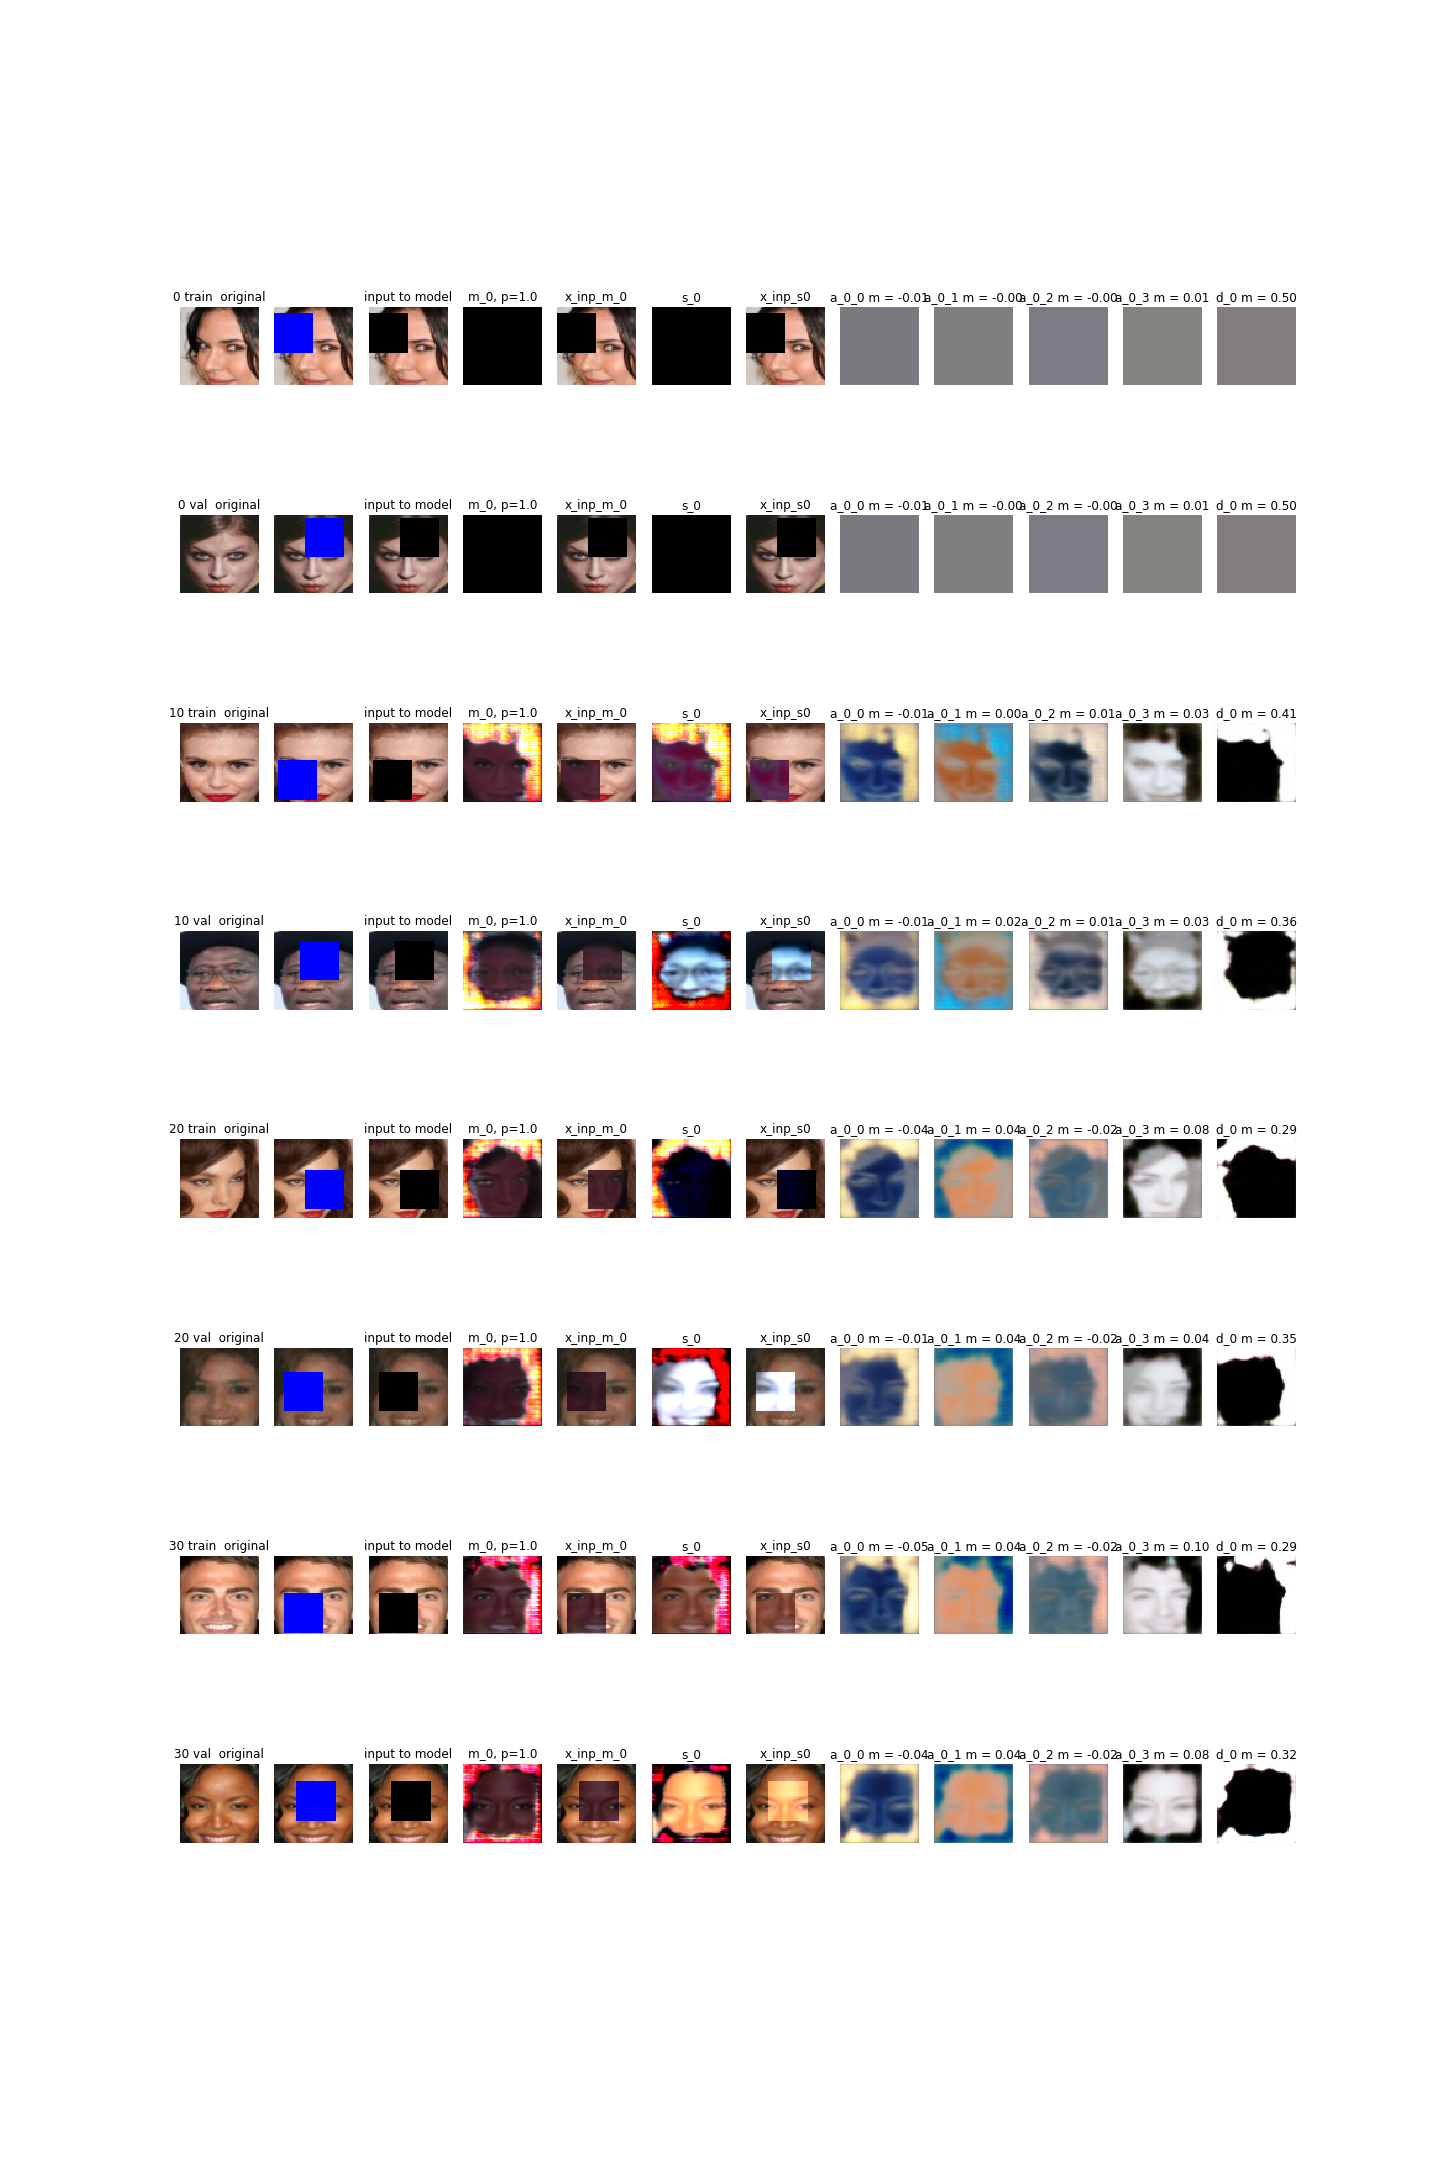 0 train  original input to model m_0, p=1.0 x_inp_m_0 s_0 x_inp_s0 a_0_0 m = -0.01 a_0_1 m = -0.00 a_0_2 m = -0.00 a_0_3 m = 0.01 d_0 m = 0.50
0 val  original input to model m_0, p=1.0 x_inp_m_0 s_0 x_inp_s0 a_0_0 m = -0.01 a_0_1 m = -0.00 a_0_2 m = -0.00 a_0_3 m = 0.01 d_0 m = 0.50
10 train  original input to model m_0, p=1.0 x_inp_m_0 s_0 x_inp_s0 a_0_0 m = -0.01 a_0_1 m = 0.00 a_0_2 m = 0.01 a_0_3 m = 0.03 d_0 m = 0.41
10 val  original input to model m_0, p=1.0 x_inp_m_0 s_0 x_inp_s0 a_0_0 m = -0.01 a_0_1 m = 0.02 a_0_2 m = 0.01 a_0_3 m = 0.03 d_0 m = 0.36
20 train  original input to model m_0, p=1.0 x_inp_m_0 s_0 x_inp_s0 a_0_0 m = -0.04 a_0_1 m = 0.04 a_0_2 m = -0.02 a_0_3 m = 0.08 d_0 m = 0.29
20 val  original input to model m_0, p=1.0 x_inp_m_0 s_0 x_inp_s0 a_0_0 m = -0.01 a_0_1 m = 0.04 a_0_2 m = -0.02 a_0_3 m = 0.04 d_0 m = 0.35
30 train  original input to model m_0, p=1.0 x_inp_m_0 s_0 x_inp_s0 a_0_0 m = -0.05 a_0_1 m = 0.04 a_0_2 m = -0.02 a_0_3 m = 0.10 d_0 m = 0.29
30 val  original input to model m_0, p=1.0 x_inp_m_0 s_0 x_inp_s0 a_0_0 m = -0.04 a_0_1 m = 0.04 a_0_2 m = -0.02 a_0_3 m = 0.08 d_0 m = 0.32